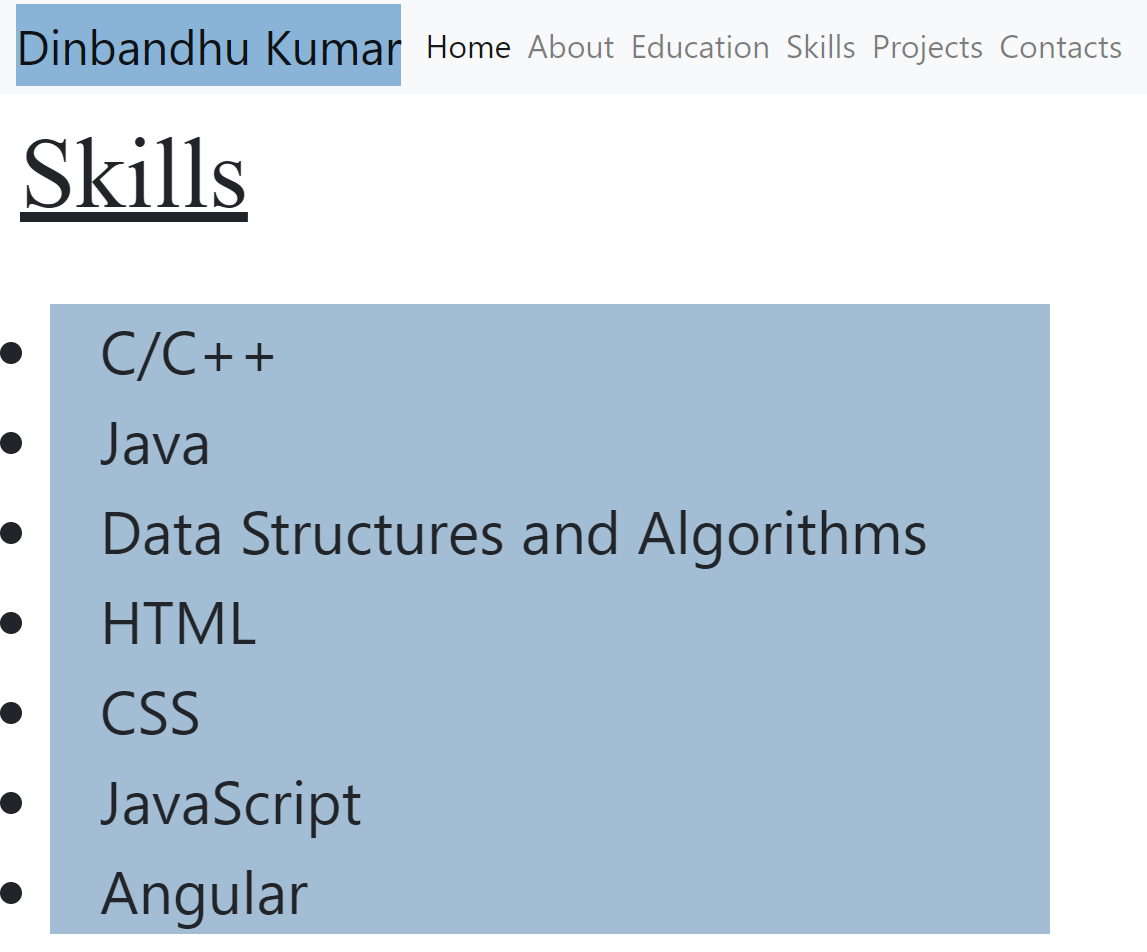 Dinbandhu Kumar Home About Education Skills Projects Contacts
Skills
C/C++
Java
Data Structures and Algorithms
HTML
CSS
JavaScript
Angular